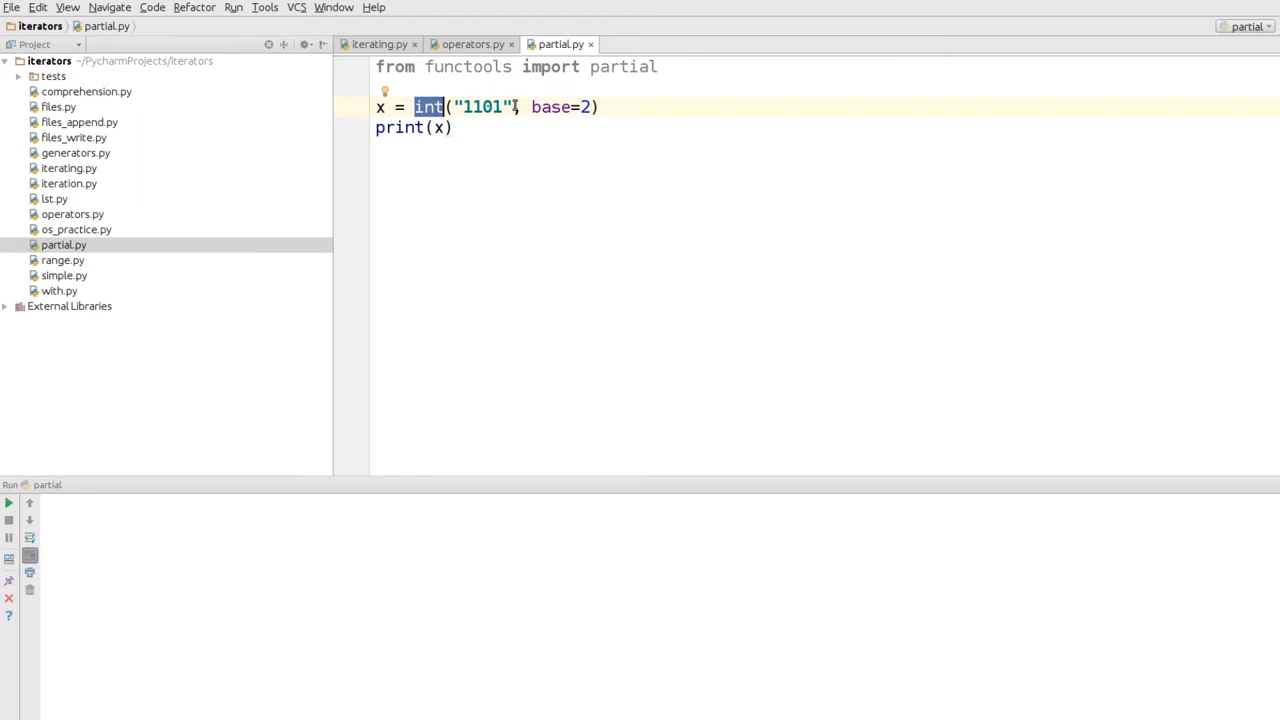 File Edit View Navigate Code Refactor Run Tools VCS Window Help
iterators partial.py partial
Project iterating.py operators.py partial.py
iterators ~/PycharmProjects/iterators
tests
comprehension.py
files.py
files_append.py
files_write.py
generators.py
iterating.py
iteration.py
lst.py
operators.py
os_practice.py
partial.py
range.py
simple.py
with.py
External Libraries
from functools import partial
x = int("1101", base=2)
print(x)
Run partial